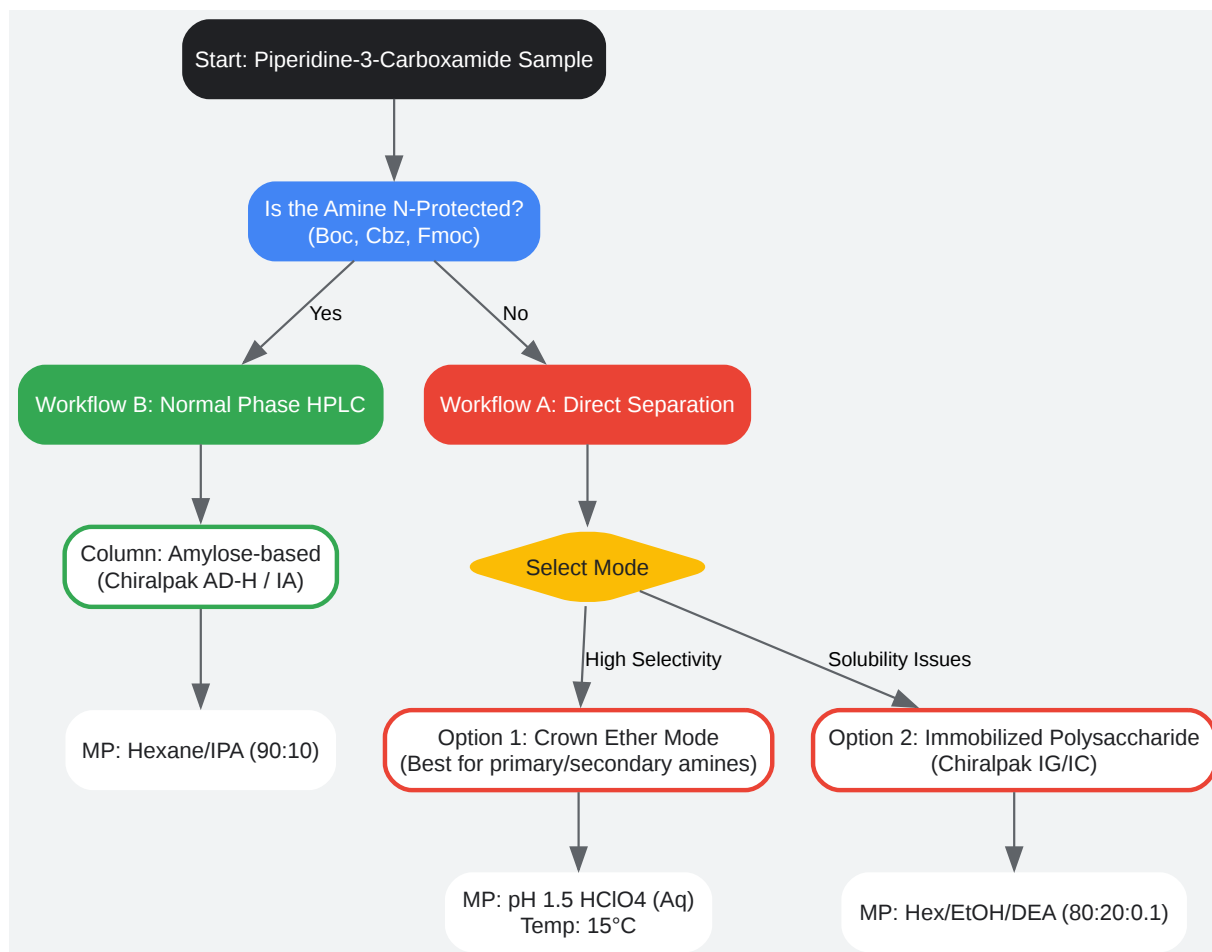 Start: Piperidine-3-Carboxamide Sample
Is the Amine N-Protected?
(Boc, Cbz, Fmoc)
Yes
No
Workflow B: Normal Phase HPLC
Workflow A: Direct Separation
Column: Amylose-based
(Chiralpak AD-H / IA)
Select Mode
High Selectivity
Solubility Issues
MP: Hexane/IPA (90:10)
Option 1: Crown Ether Mode
(Best for primary/secondary amines)
Option 2: Immobilized Polysaccharide
(Chiralpak IG/IC)
MP: pH 1.5 HClO4 (Aq)
Temp: 15°C
MP: Hex/EtOH/DEA (80:20:0.1)